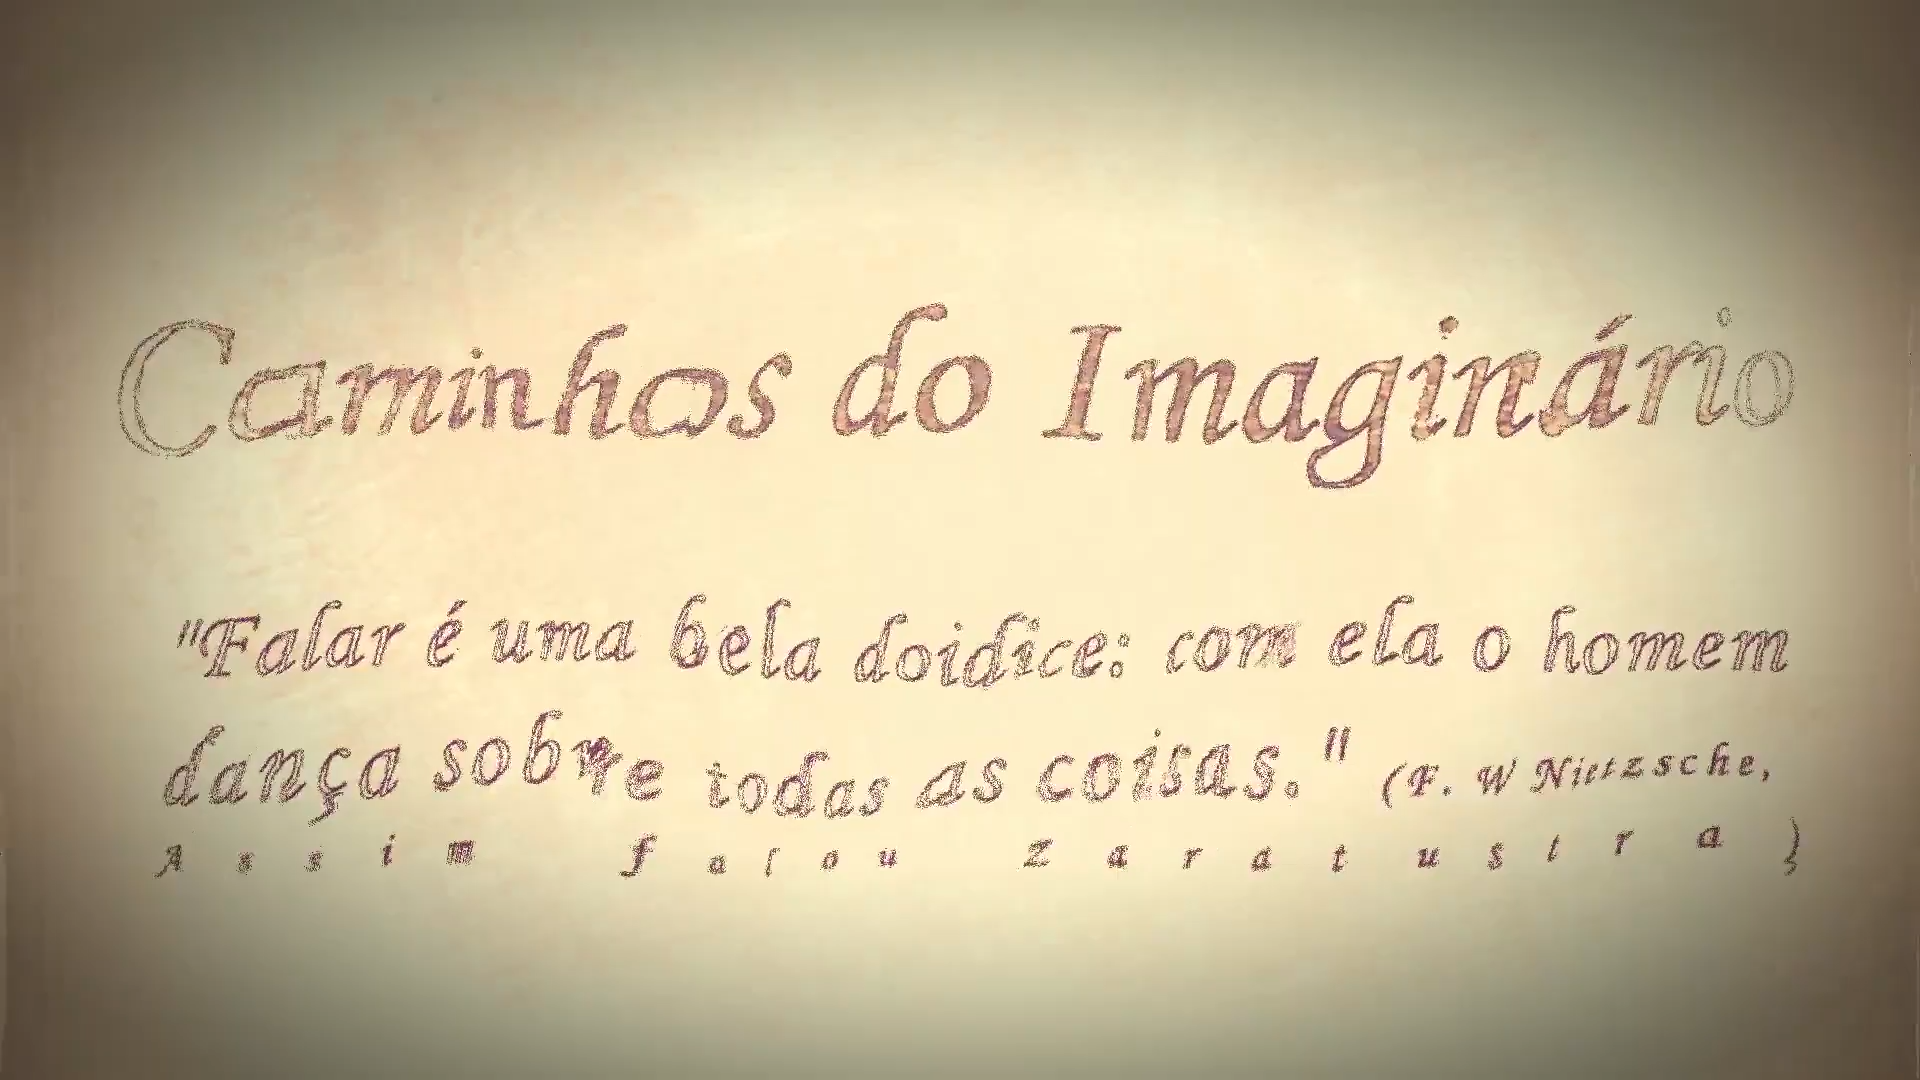 Caminhos do Imaginário
"Falar é uma bela doidice: com ela o homem
dança sobre todas as coisas." (F. W Nietzsche,
Assim falou Zaratustra)